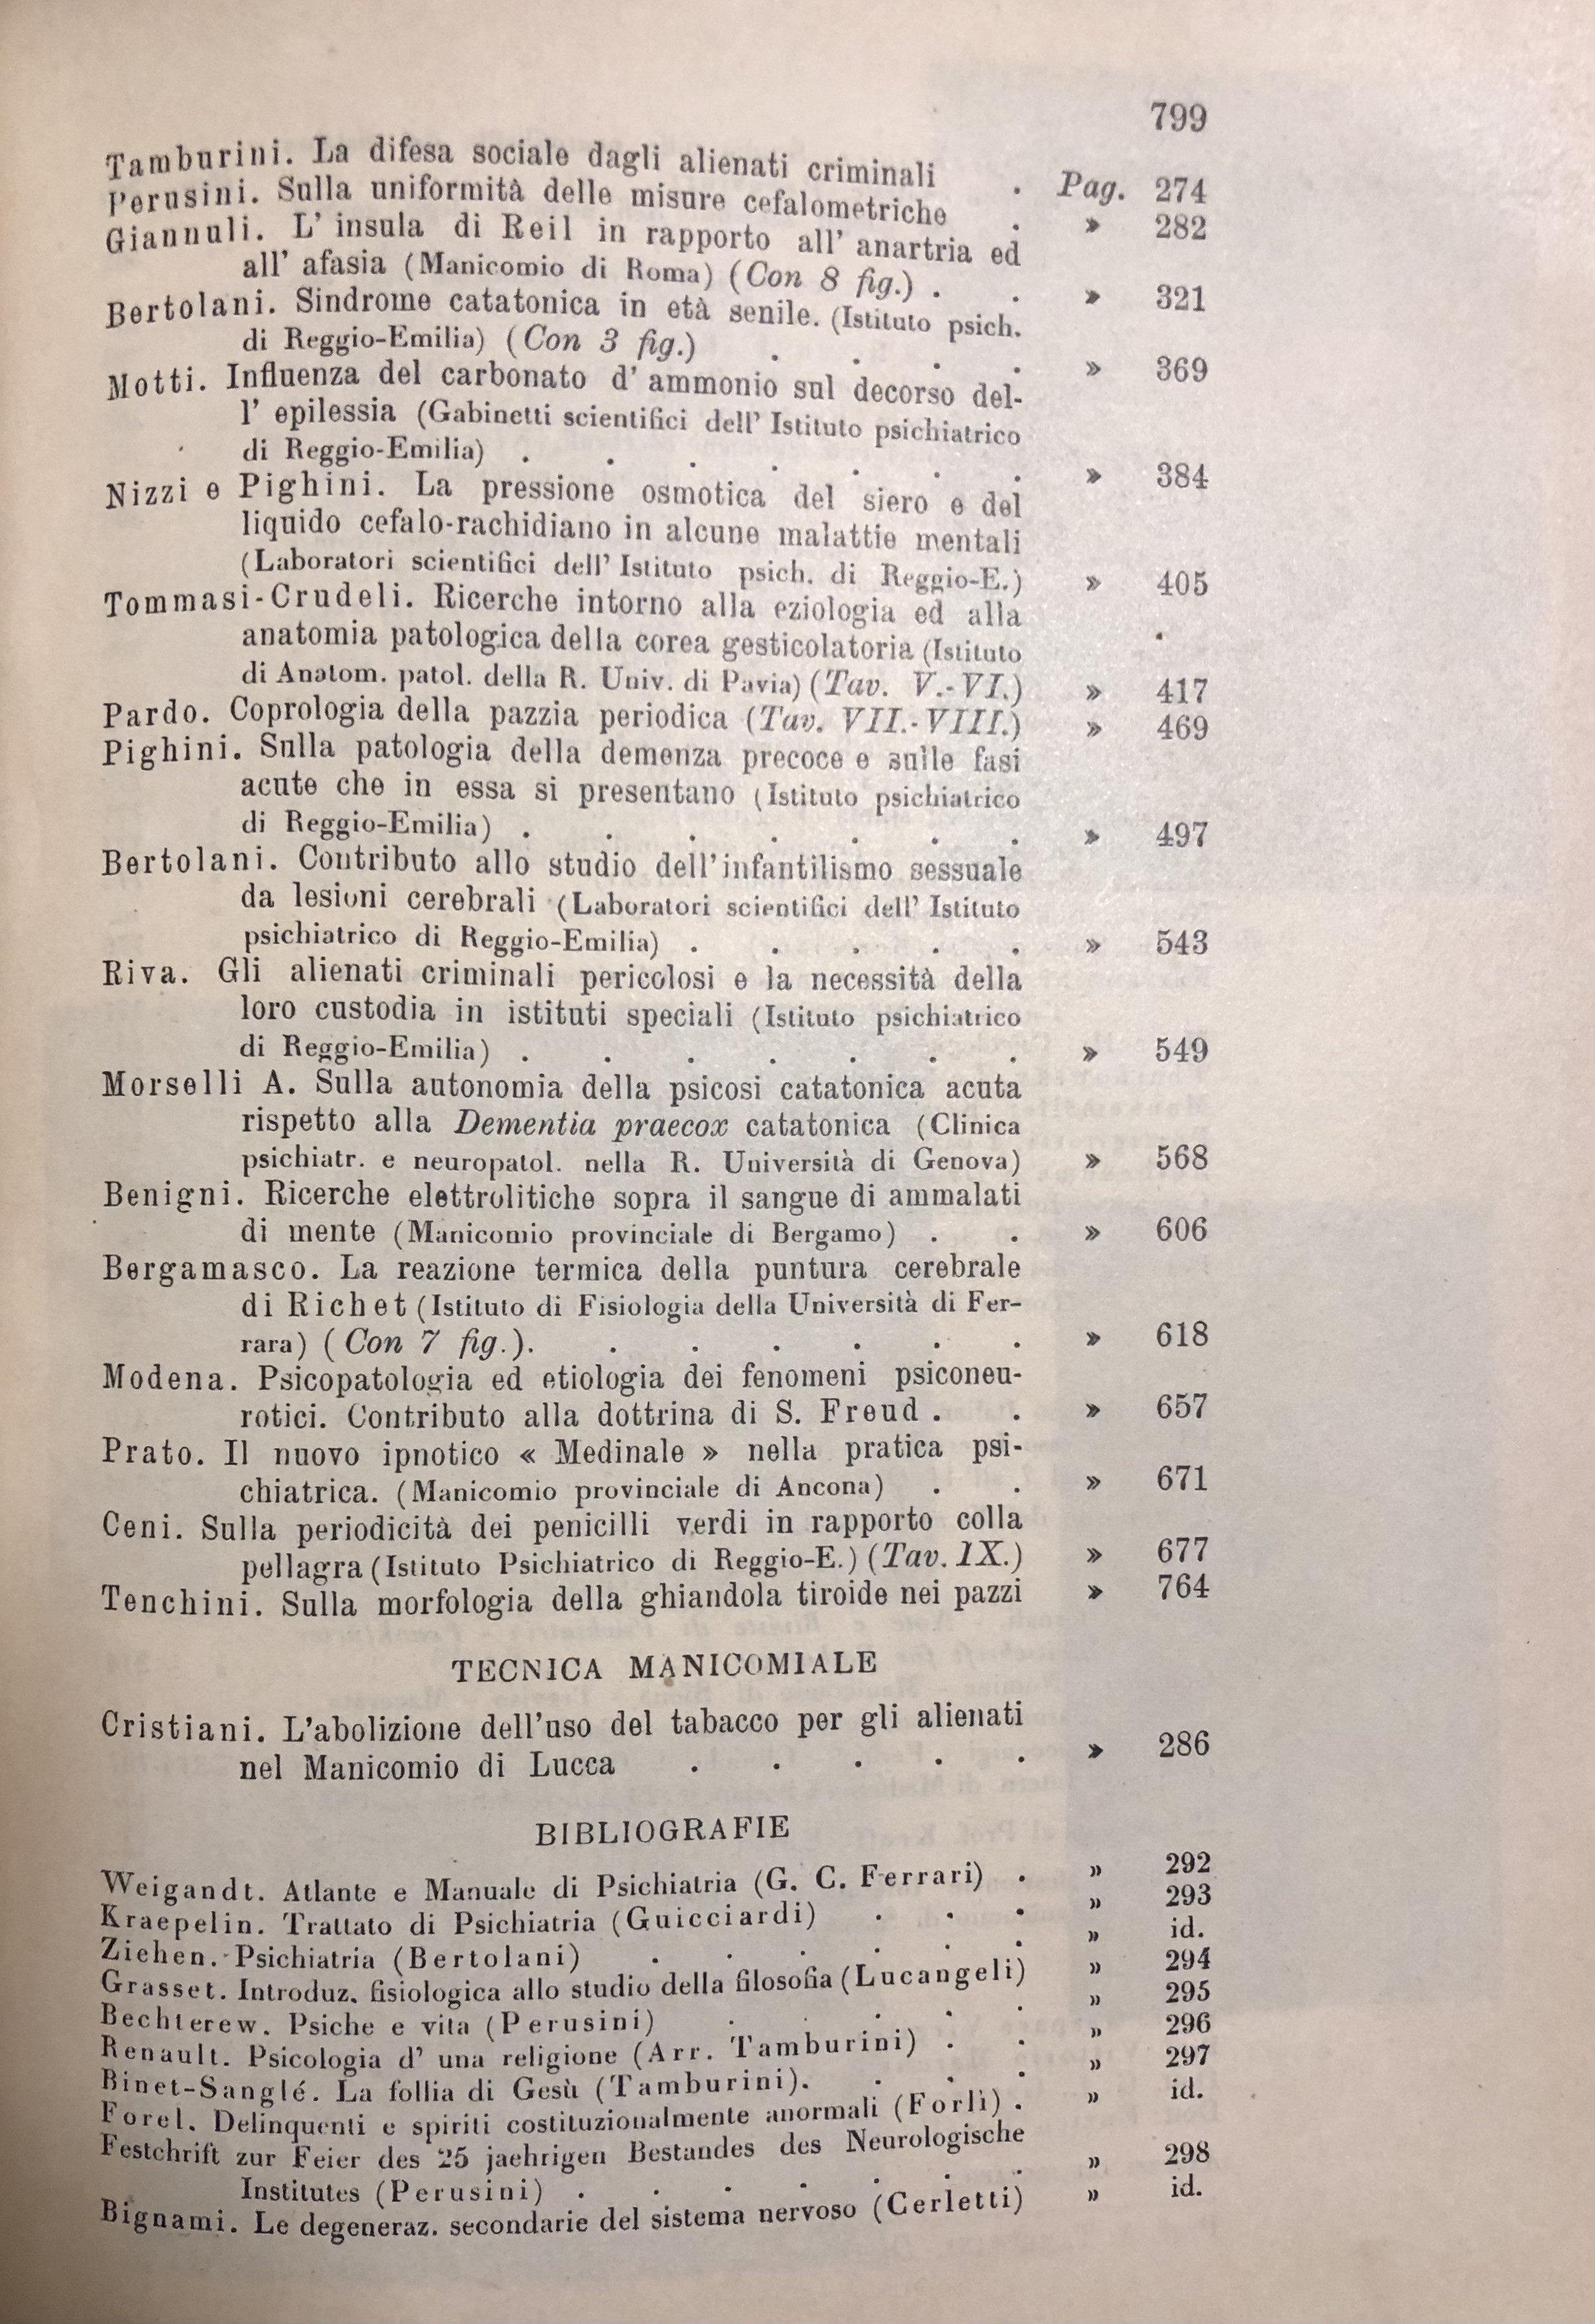 799
Tamburini. La difesa sociale dagli alienati criminali . Pag. 274
Perusini. Sulla uniformità delle misure cefalometriche . » 282
Giannuli. L' insula di Reil in rapporto all' anartria ed
all' afasia (Manicomio di Roma) (Con 8 fig.) . . » 321
Bertolani. Sindrome catatonica in età senile. (Istituto psich.
di Reggio-Emilia) (Con 3 fig.) . . . . » 369
Motti. Influenza del carbonato d' ammonio sul decorso del-
l' epilessia (Gabinetti scientifici dell' Istituto psichiatrico
di Reggio-Emilia) . . . . . . . » 384
Nizzi e Pighini. La pressione osmotica del siero e del
liquido cefalo-rachidiano in alcune malattie mentali
(Laboratori scientifici dell' Istituto psich. di Reggio-E.) » 405
Tommasi-Crudeli. Ricerche intorno alla eziologia ed alla
anatomia patologica della corea gesticolatoria (Istituto
di Anatom. patol. della R. Univ. di Pavia) (Tav. V.-VI.) » 417
Pardo. Coprologia della pazzia periodica (Tav. VII.-VIII.) » 469
Pighini. Sulla patologia della demenza precoce e sulle fasi
acute che in essa si presentano (Istituto psichiatrico
di Reggio-Emilia) . . . . . . . » 497
Bertolani. Contributo allo studio dell'infantilismo sessuale
da lesioni cerebrali (Laboratori scientifici dell' Istituto
psichiatrico di Reggio-Emilia) . . . . . » 543
Riva. Gli alienati criminali pericolosi e la necessità della
loro custodia in istituti speciali (Istituto psichiatrico
di Reggio-Emilia) . . . . . . . » 549
Morselli A. Sulla autonomia della psicosi catatonica acuta
rispetto alla Dementia praecox catatonica (Clinica
psichiatr. e neuropatol. nella R. Università di Genova) » 568
Benigni. Ricerche elettrolitiche sopra il sangue di ammalati
di mente (Manicomio provinciale di Bergamo) . . » 606
Bergamasco. La reazione termica della puntura cerebrale
di Richet (Istituto di Fisiologia della Università di Fer-
rara) (Con 7 fig.). . . . . . . » 618
Modena. Psicopatologia ed etiologia dei fenomeni psiconeu-
rotici. Contributo alla dottrina di S. Freud . . » 657
Prato. Il nuovo ipnotico « Medinale » nella pratica psi-
chiatrica. (Manicomio provinciale di Ancona) . . » 671
Ceni. Sulla periodicità dei penicilli verdi in rapporto colla
pellagra (Istituto Psichiatrico di Reggio-E.) (Tav. IX.) » 677
Tenchini. Sulla morfologia della ghiandola tiroide nei pazzi » 764
TECNICA MANICOMIALE
Cristiani. L'abolizione dell'uso del tabacco per gli alienati
nel Manicomio di Lucca . . . . . » 286
BIBLIOGRAFIE
Weigandt. Atlante e Manuale di Psichiatria (G. C. Ferrari) . » 292
Kraepelin. Trattato di Psichiatria (Guicciardi) . . . » 293
Ziehen. Psichiatria (Bertolani) . . . . . . » id.
Grasset. Introduz. fisiologica allo studio della filosofia (Lucangeli) » 294
Bechterew. Psiche e vita (Perusini) . . . . . » 295
Renault. Psicologia d' una religione (Arr. Tamburini) . . » 296
Binet-Sanglé. La follia di Gesù (Tamburini). . . . » 297
Forel. Delinquenti e spiriti costituzionalmente anormali (Forlì) . » id.
Festchrift zur Feier des 25 jaehrigen Bestandes des Neurologische
Institutes (Perusini) . . . . . . » 298
Bignami. Le degeneraz. secondarie del sistema nervoso (Cerletti) » id.